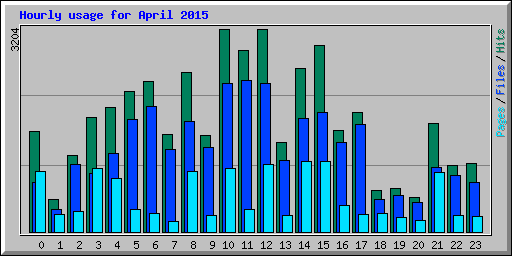 Hourly usage for April 2015
3204
Pages/Files/Hits
0 1 2 3 4 5 6 7 8 9 10 11 12 13 14 15 16 17 18 19 20 21 22 23